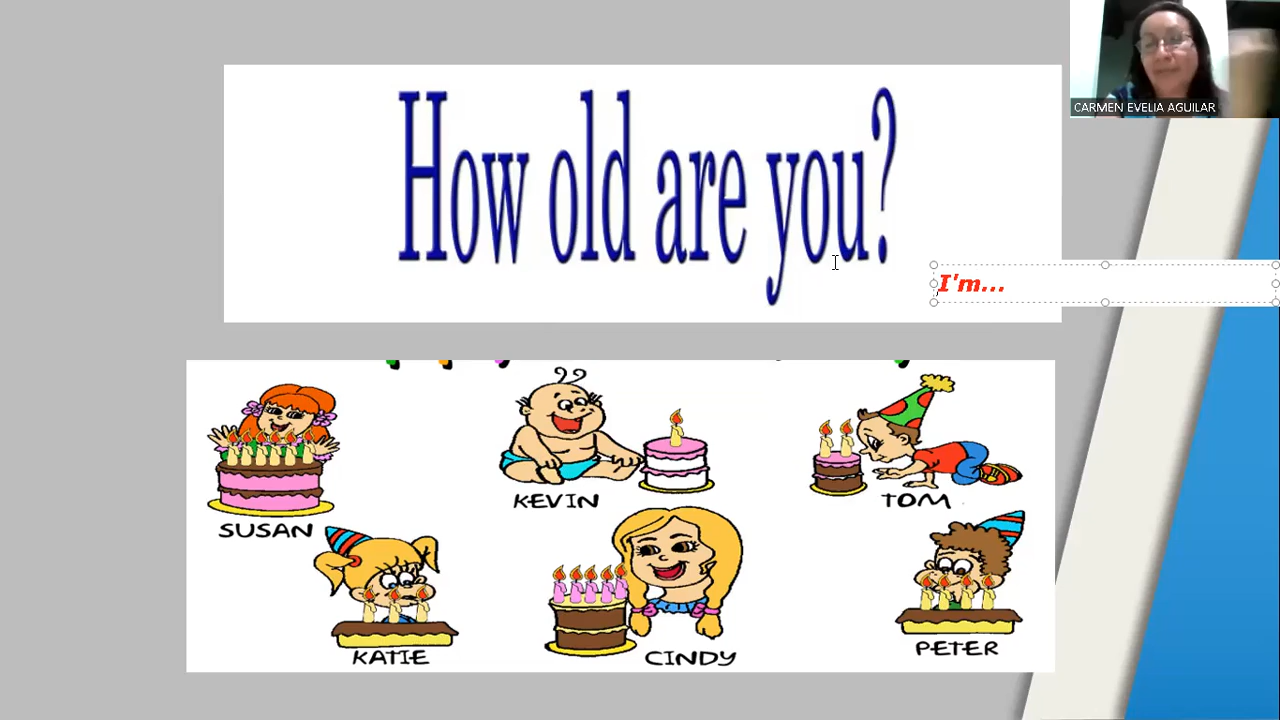 CARMEN EVELIA AGUILAR
How old are you?
I'm...
SUSAN
KEVIN
TOM
KATIE
CINDY
PETER